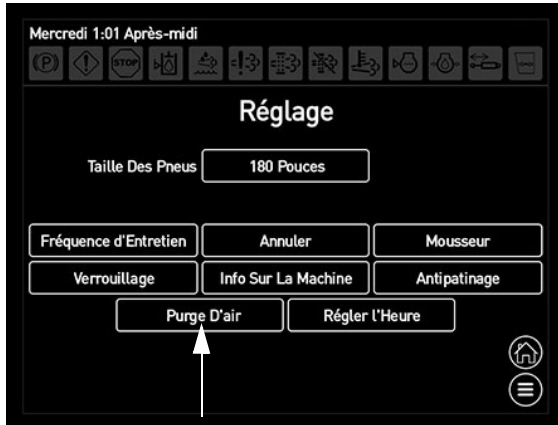 Mercredi 1:01 Après-midi
STOP
Réglage
Taille Des Pneus 180 Pouces
Fréquence d'Entretien Annuler Mousseur
Verrouillage Info Sur La Machine Antipatinage
Purge D'air Régler l'Heure